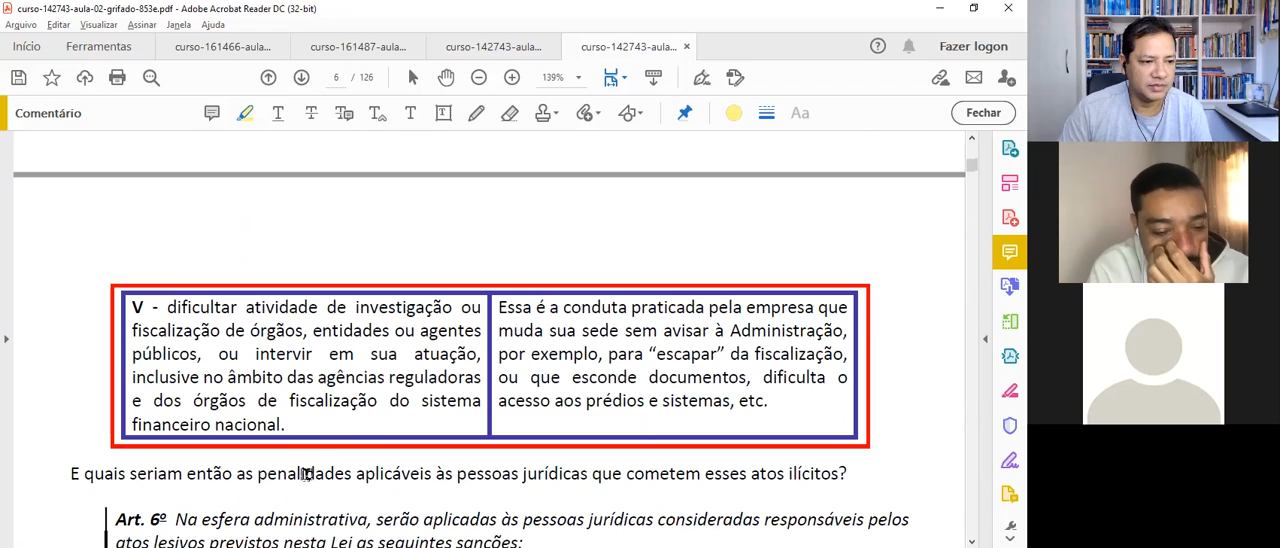 curso-142743-aula-02-grifado-853e.pdf - Adobe Acrobat Reader DC (32-bit)
Arquivo Editar Visualizar Assinar Janela Ajuda
Início Ferramentas curso-161466-aula... curso-161487-aula... curso-142743-aula... curso-142743-aula... × Fazer logon
6 / 126 139%
Comentário Aa Fechar
V - dificultar atividade de investigação ou
fiscalização de órgãos, entidades ou agentes
públicos, ou intervir em sua atuação,
inclusive no âmbito das agências reguladoras
e dos órgãos de fiscalização do sistema
financeiro nacional.
Essa é a conduta praticada pela empresa que
muda sua sede sem avisar à Administração,
por exemplo, para “escapar” da fiscalização,
ou que esconde documentos, dificulta o
acesso aos prédios e sistemas, etc.
E quais seriam então as penalidades aplicáveis às pessoas jurídicas que cometem esses atos ilícitos?
Art. 6º Na esfera administrativa, serão aplicadas às pessoas jurídicas consideradas responsáveis pelos
atos lesivos previstos nesta Lei as seguintes sanções: